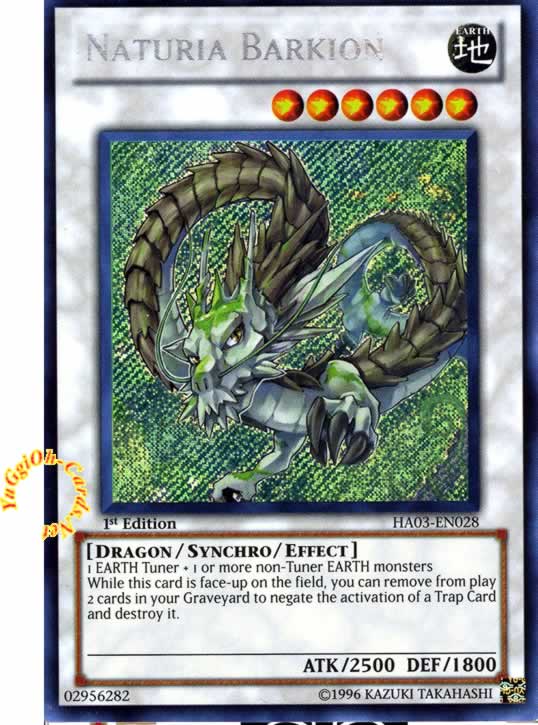 NATURIA BARKION
EARTH
地
1st Edition
HA03-EN028
YuGgiOh-Cards.Net
[DRAGON/SYNCHRO/EFFECT]
1 EARTH Tuner + 1 or more non-Tuner EARTH monsters
While this card is face-up on the field, you can remove from play
2 cards in your Graveyard to negate the activation of a Trap Card
and destroy it.
ATK/2500 DEF/1800
02956282
©1996 KAZUKI TAKAHASHI